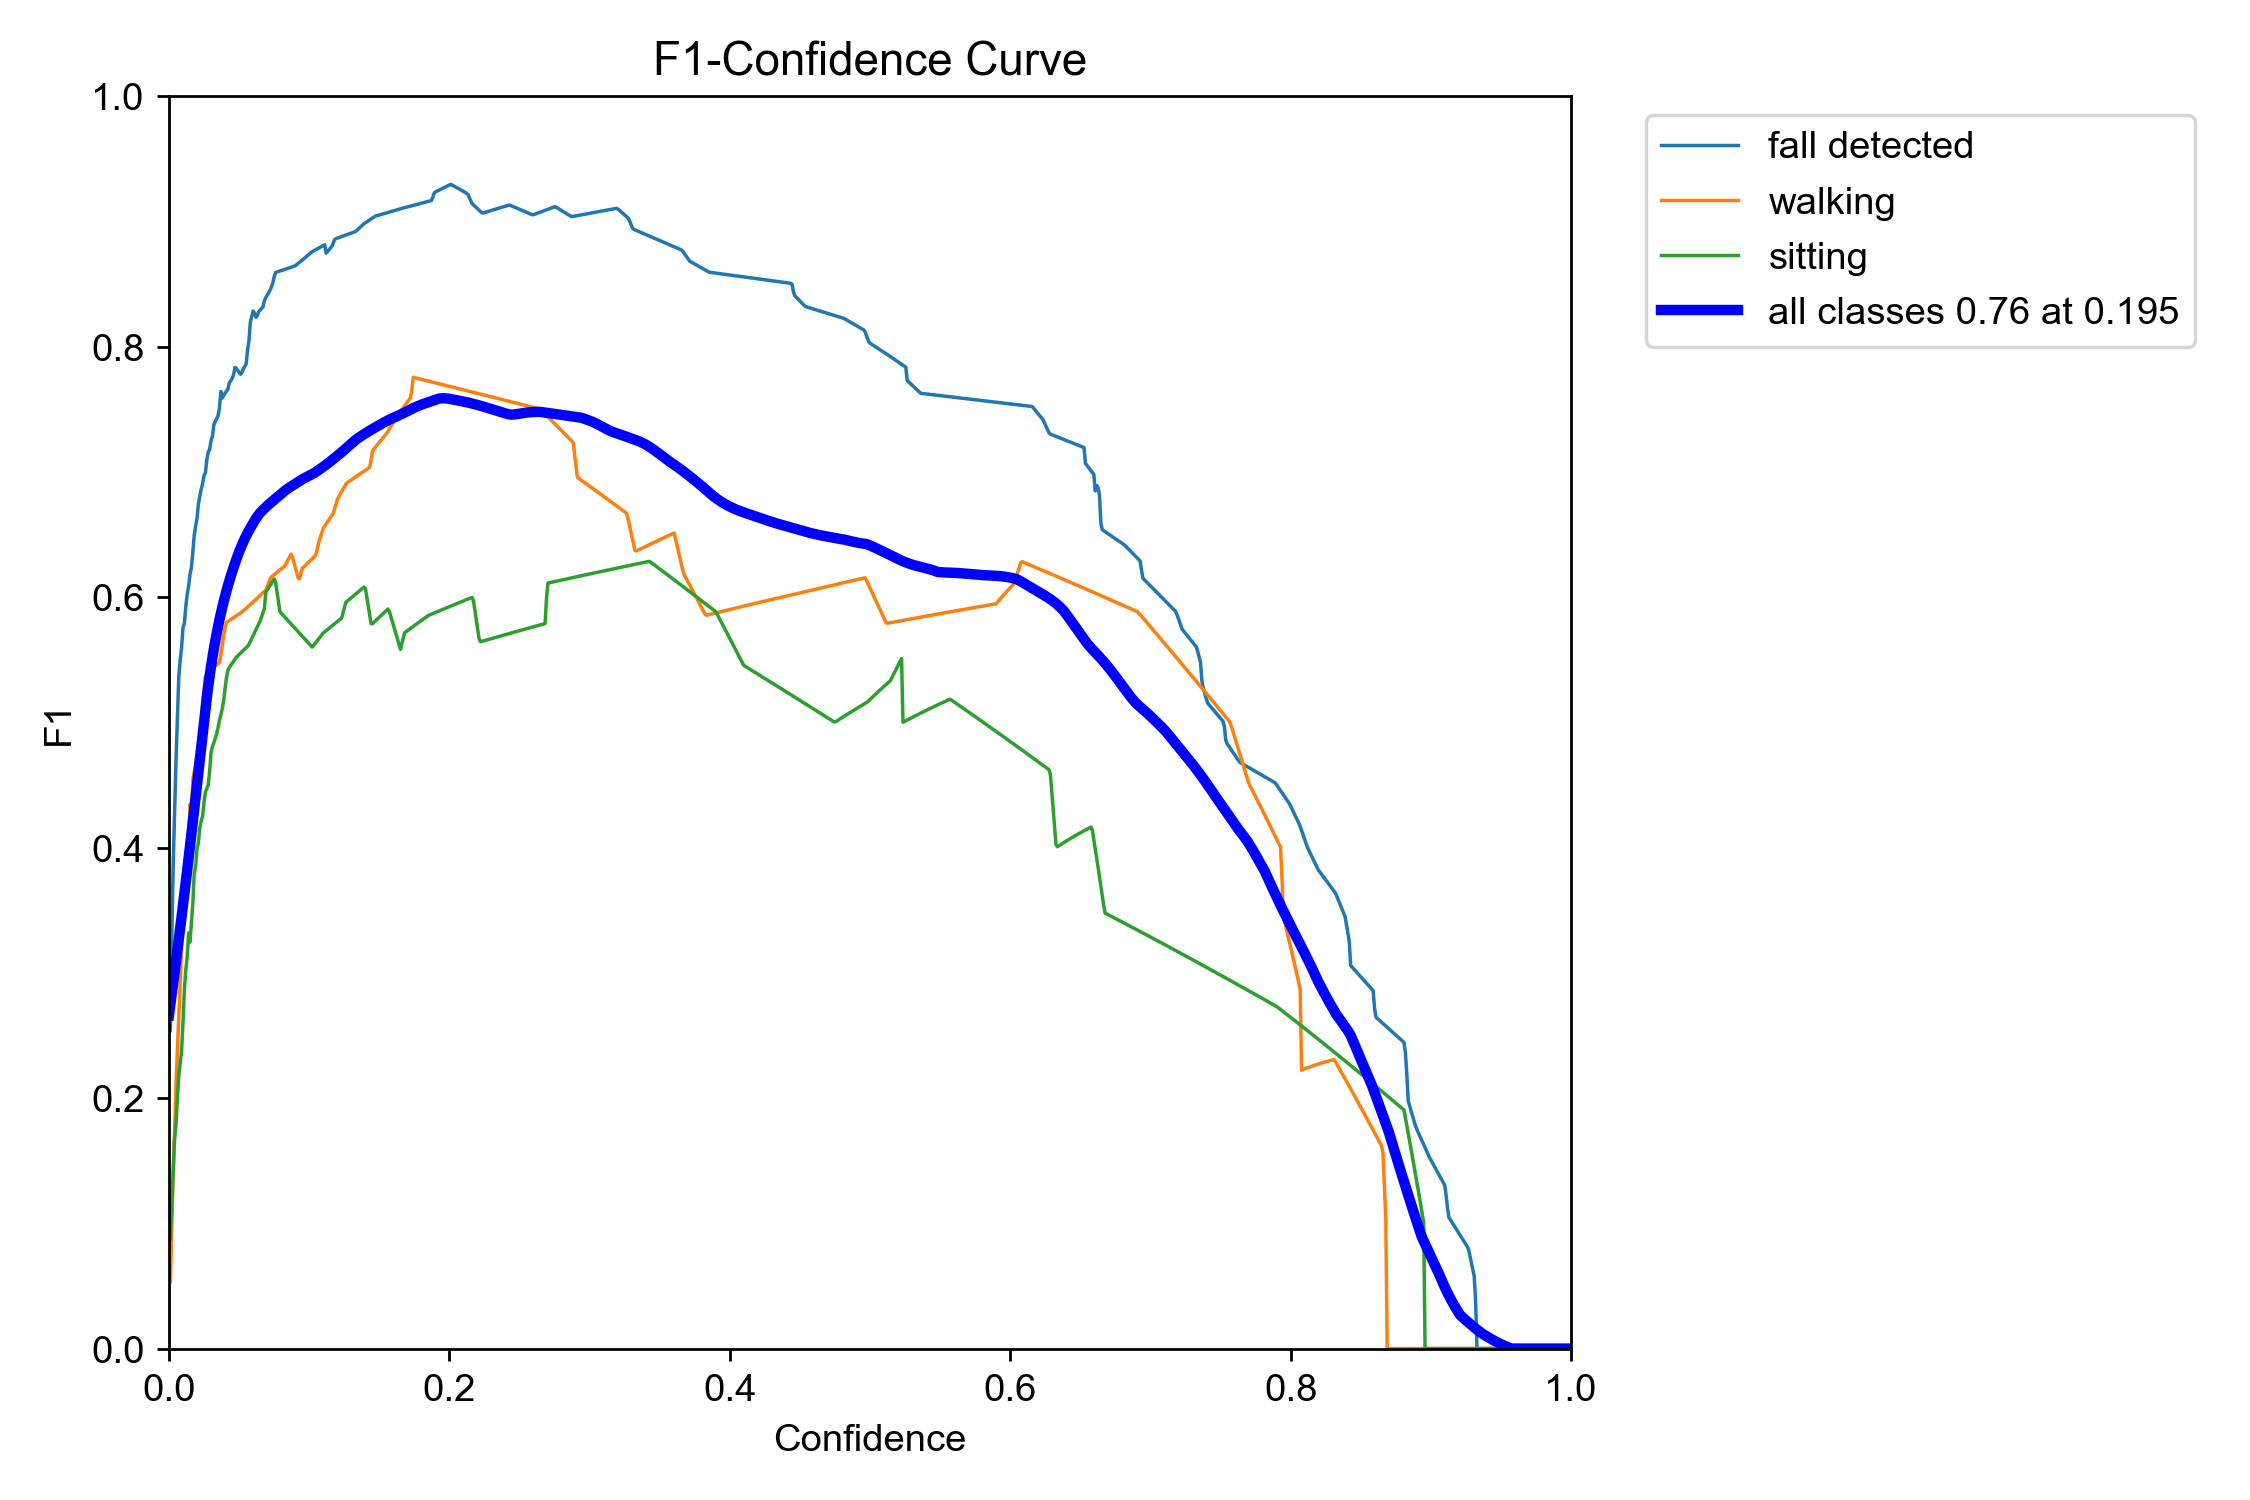 F1-Confidence Curve
1.0
0.8
0.6
0.4
0.2
0.0
F1
0.0 0.2 0.4 0.6 0.8 1.0
Confidence
fall detected
walking
sitting
all classes 0.76 at 0.195